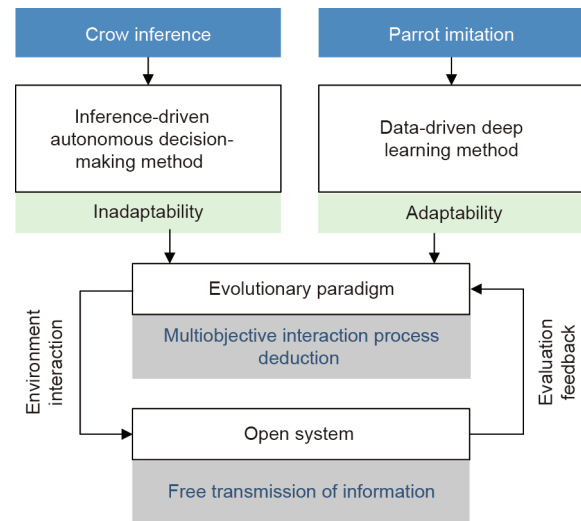 Crow inference
Parrot imitation
Inference-driven
autonomous decision-
making method
Data-driven deep
learning method
Inadaptability
Adaptability
Evolutionary paradigm
Multiobjective interaction process
deduction
Environment
interaction
Evaluation
feedback
Open system
Free transmission of information